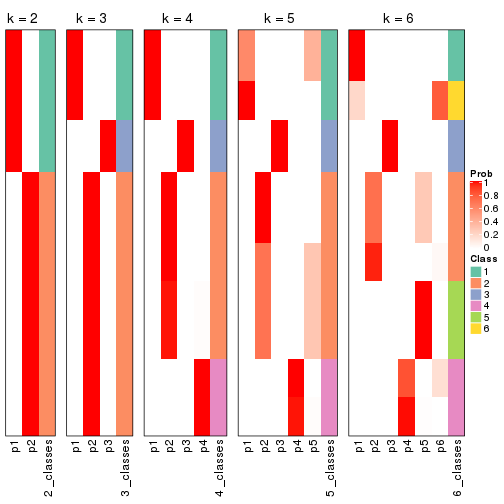 k = 2
k = 3
k = 4
k = 5
k = 6
Prob
1
0.8
0.6
0.4
0.2
0
Class
1
2
3
4
5
6
p1
p2
2_classes
p1
p2
p3
3_classes
p1
p2
p3
p4
4_classes
p1
p2
p3
p4
p5
5_classes
p1
p2
p3
p4
p5
p6
6_classes